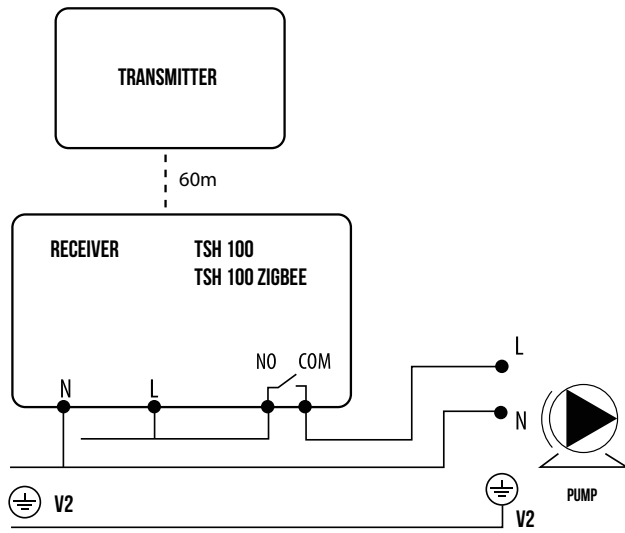 TRANSMITTER
60m
RECEIVER TSH 100
TSH 100 ZIGBEE
NO COM
L
N L
N
PUMP
V2
V2